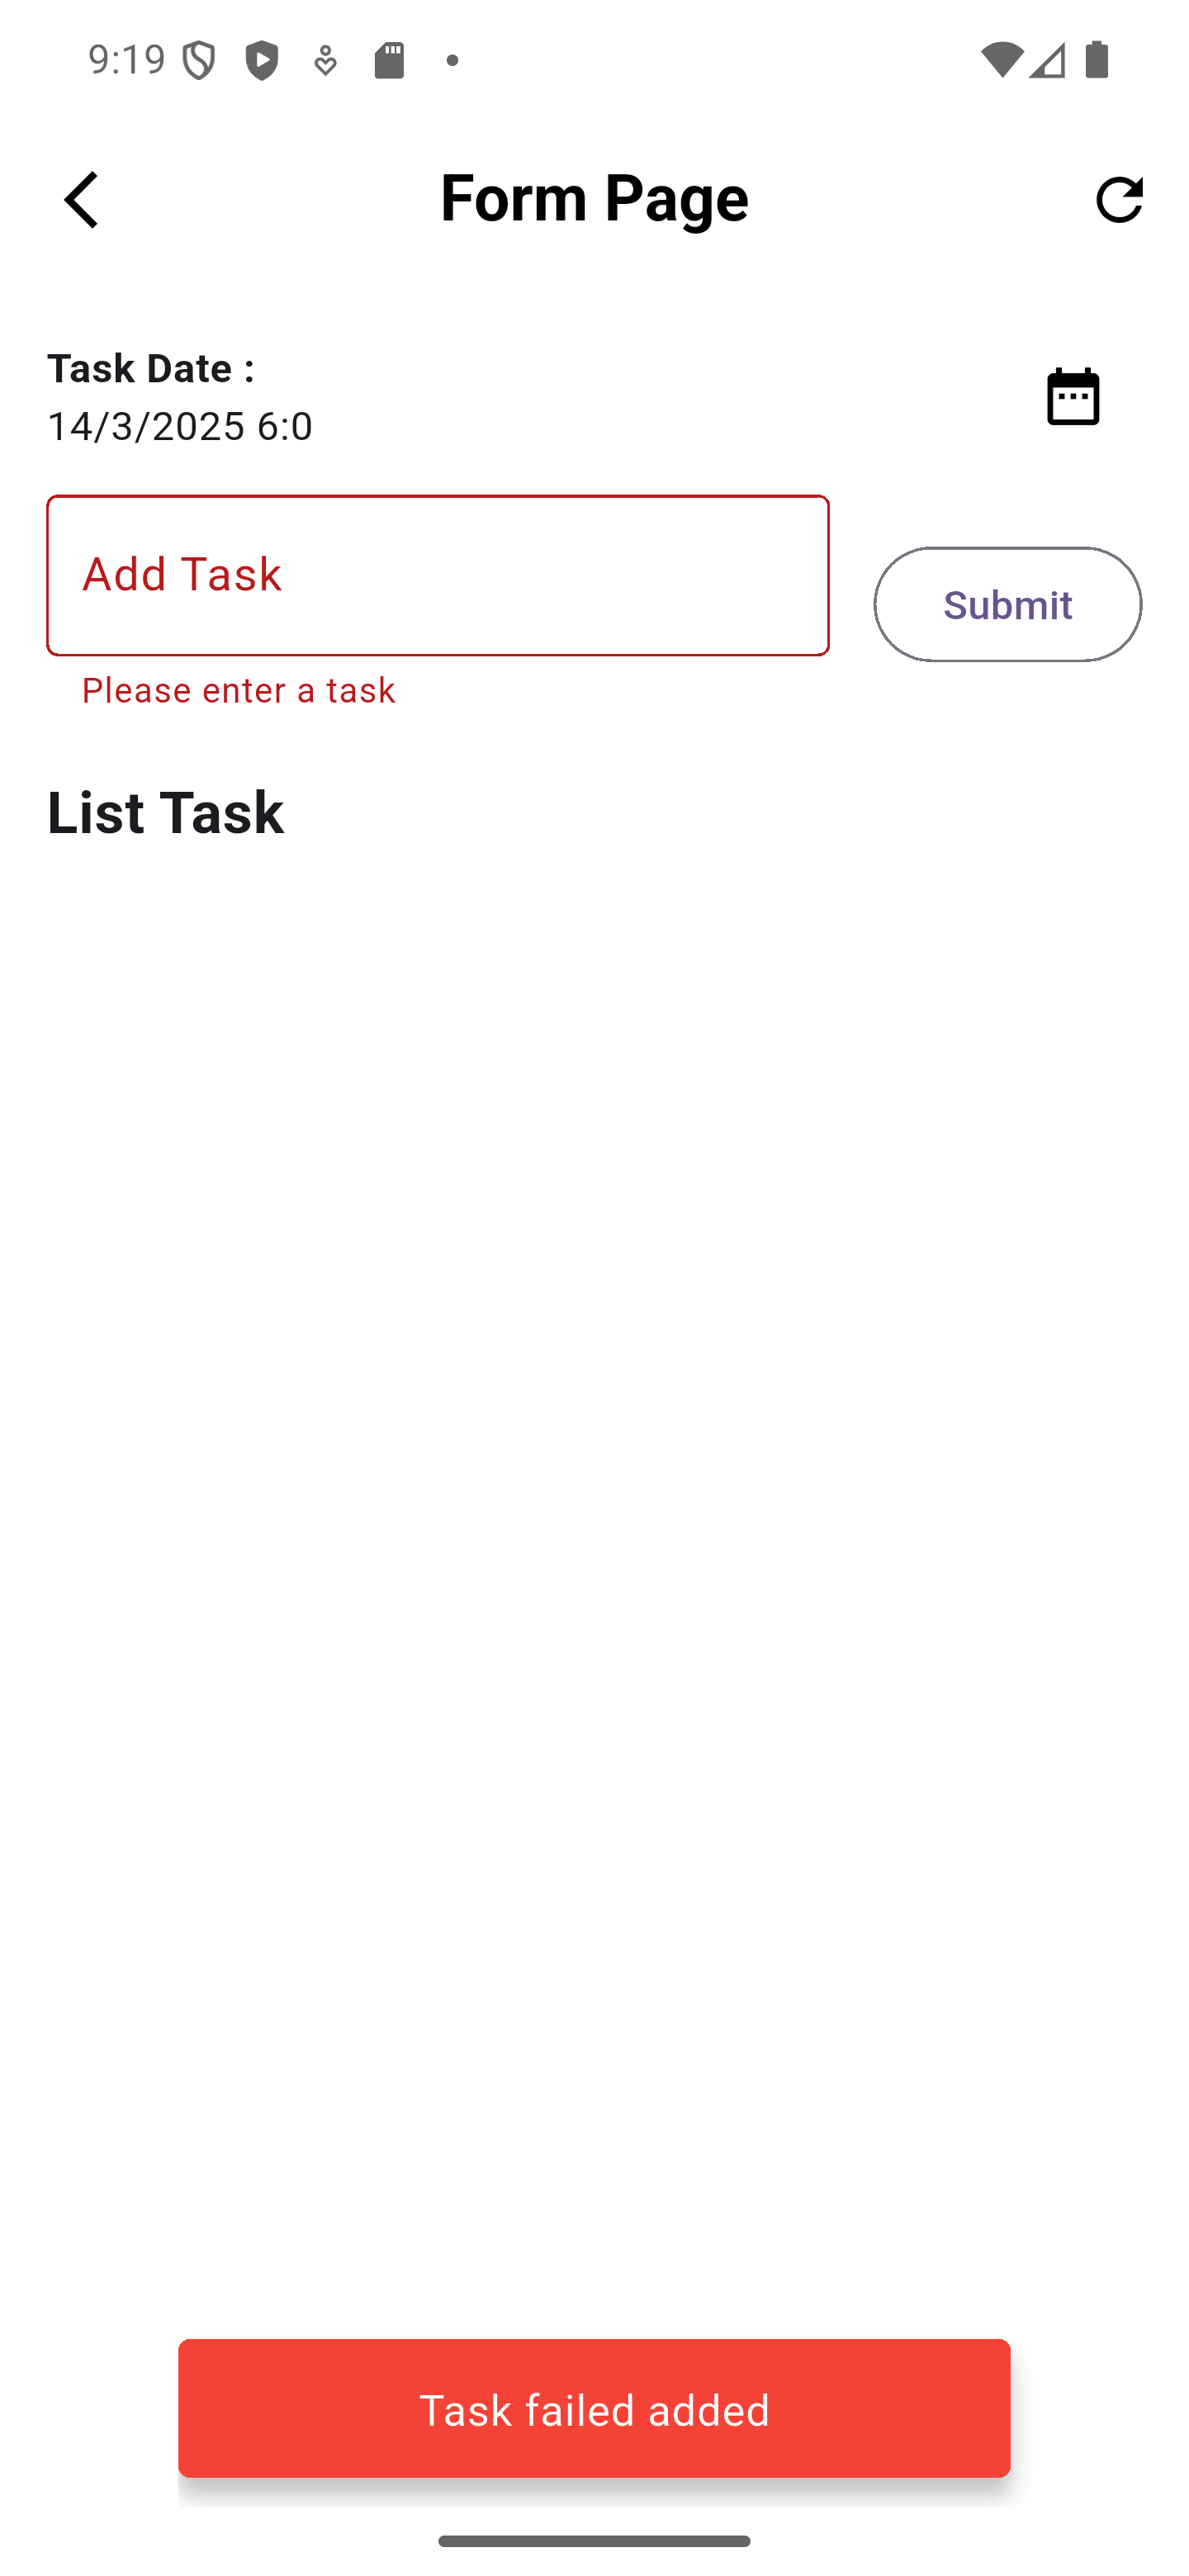 9:19
Form Page
Task Date :
14/3/2025 6:0
Add Task
Submit
Please enter a task
List Task
Task failed added